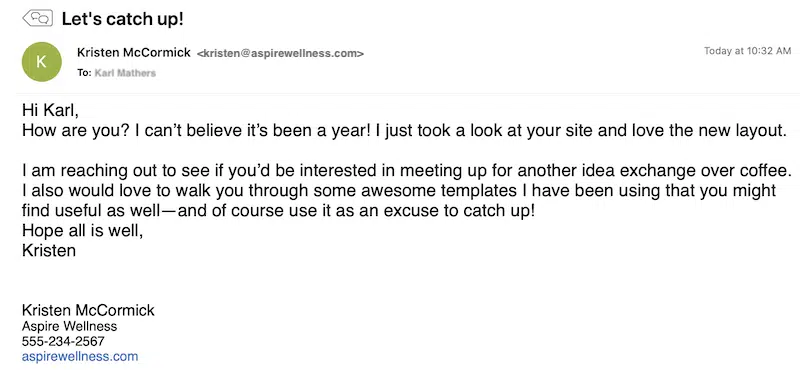 Let's catch up!
Kristen McCormick <kristen@aspirewellness.com>
Today at 10:32 AM
K
To: Karl Mathers
Hi Karl,
How are you? I can’t believe it’s been a year! I just took a look at your site and love the new layout.
I am reaching out to see if you’d be interested in meeting up for another idea exchange over coffee.
I also would love to walk you through some awesome templates I have been using that you might
find useful as well—and of course use it as an excuse to catch up!
Hope all is well,
Kristen
Kristen McCormick
Aspire Wellness
555-234-2567
aspirewellness.com